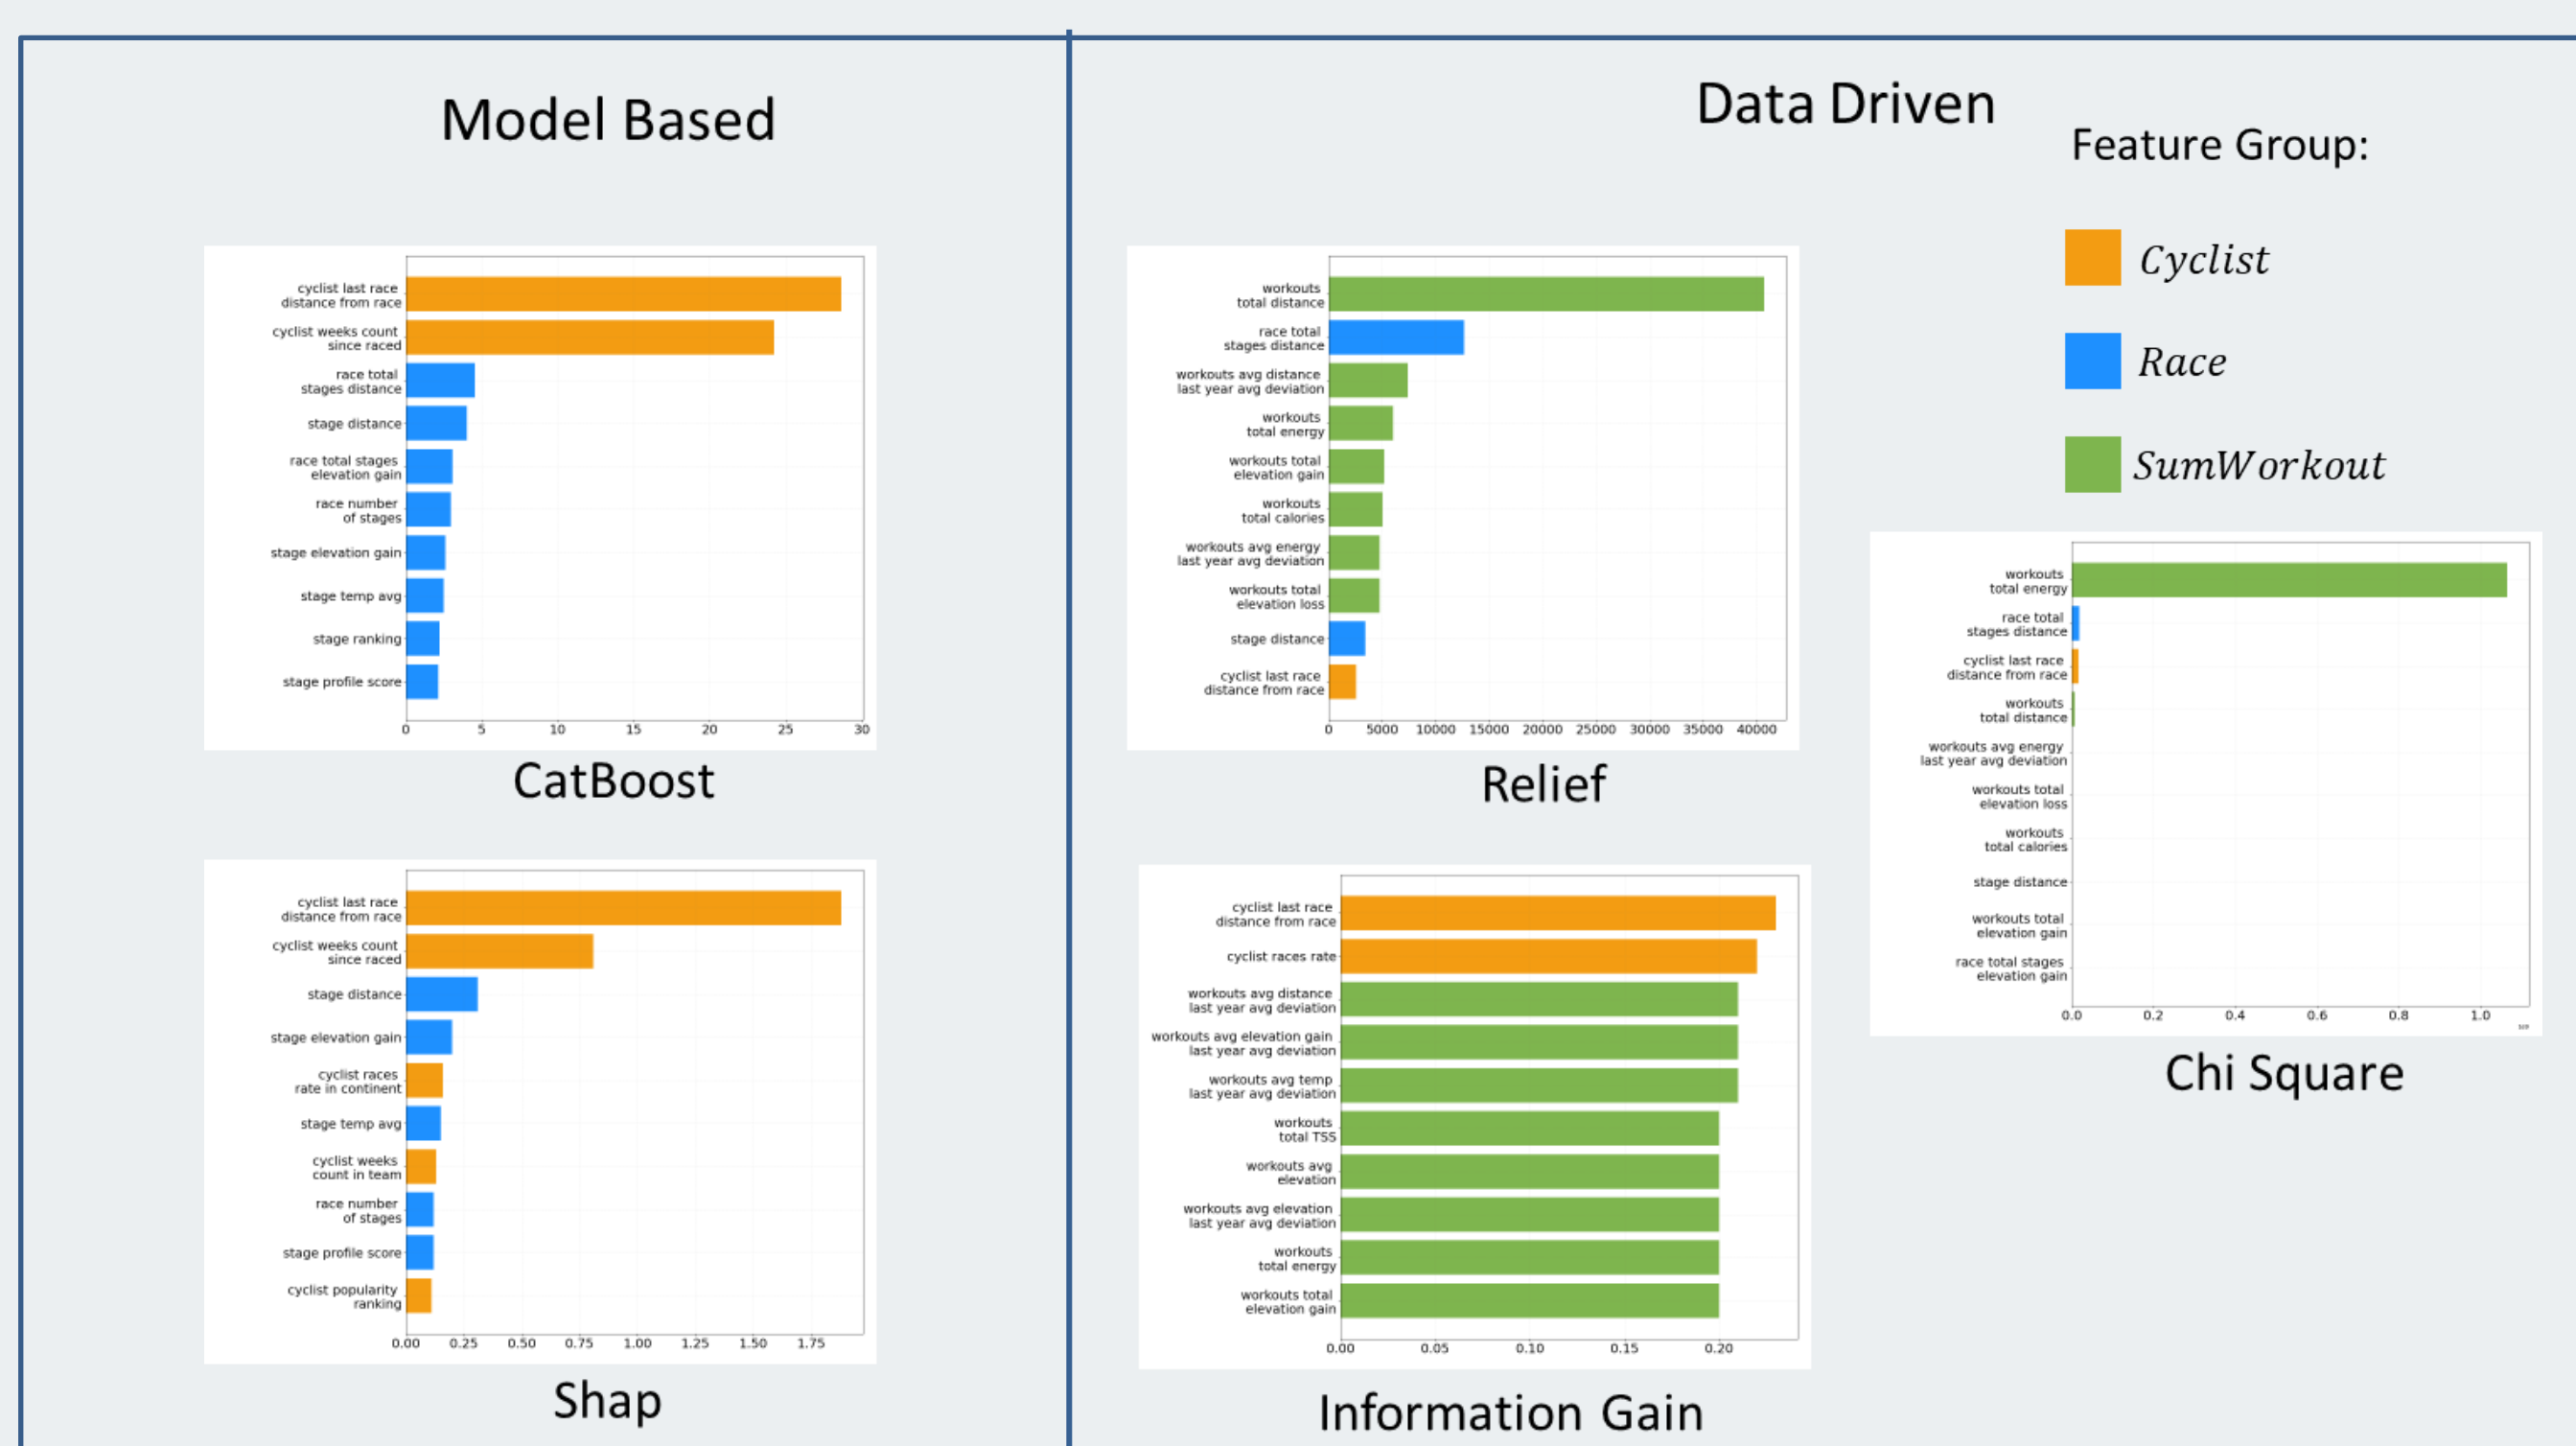 Model Based
cyclist last race
distance from race
cyclist weeks count
since raced
race total
stages distance
stage distance
race total stages
elevation gain
race number
of stages
stage elevation gain
stage temp avg
stage ranking
stage profile score
0 5 10 15 20 25 30
CatBoost
cyclist last race
distance from race
cyclist weeks count
since raced
stage distance
stage elevation gain
cyclist races
rate in continent
stage temp avg
cyclist weeks
count in team
race number
of stages
stage profile score
cyclist popularity
ranking
0.00 0.25 0.50 0.75 1.00 1.25 1.50 1.75
Shap
Data Driven
Feature Group:
Cyclist
Race
SumWorkout
workouts
total distance
race total
stages distance
workouts avg distance
last year avg deviation
workouts
total energy
workouts total
elevation gain
workouts
total calories
workouts avg energy
last year avg deviation
workouts total
elevation loss
stage distance
cyclist last race
distance from race
0 5000 10000 15000 20000 25000 30000 35000 40000
Relief
cyclist last race
distance from race
cyclist races rate
workouts avg distance
last year avg deviation
workouts avg elevation gain
last year avg deviation
workouts avg temp
last year avg deviation
workouts
total TSS
workouts avg
elevation
workouts avg elevation
last year avg deviation
workouts
total energy
workouts total
elevation gain
0.00 0.05 0.10 0.15 0.20
Information Gain
workouts
total energy
race total
stages distance
cyclist last race
distance from race
workouts
total distance
workouts avg energy
last year avg deviation
workouts total
elevation loss
workouts
total calories
stage distance
workouts total
elevation gain
race total stages
elevation gain
0.0 0.2 0.4 0.6 0.8 1.0
Chi Square